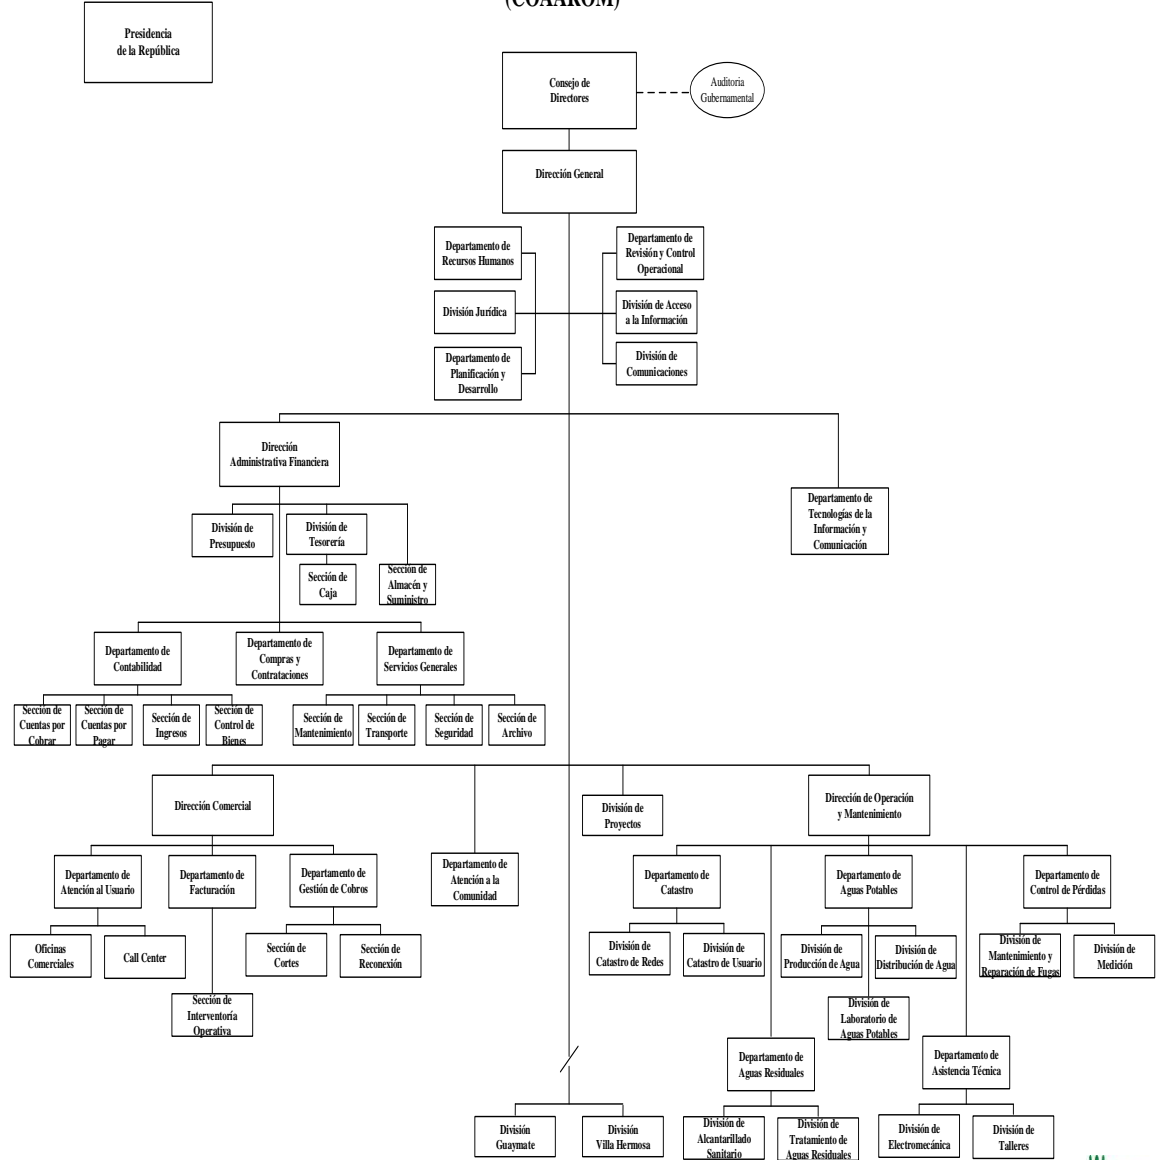 (COAAROM)
Presidencia
de la República
Consejo de
Directores
Auditoria
Gubernamental
Dirección General
Departamento de
Recursos Humanos
Departamento de
Revisión y Control
Operacional
División Jurídica
División de Acceso
a la Información
Departamento de
Planificación y
Desarrollo
División de
Comunicaciones
Dirección
Administrativa Financiera
Departamento de
Tecnologías de la
Información y
Comunicación
División de
Presupuesto
División de
Tesorería
Sección de
Caja
Sección de
Almacén y
Suministro
Departamento de
Contabilidad
Departamento de
Compras y
Contrataciones
Departamento de
Servicios Generales
Sección de
Cuentas por
Cobrar
Sección de
Cuentas por
Pagar
Sección de
Ingresos
Sección de
Control de
Bienes
Sección de
Mantenimiento
Sección de
Transporte
Sección de
Seguridad
Sección de
Archivo
Dirección Comercial
División de
Proyectos
Dirección de Operación
y Mantenimiento
Departamento de
Atención al Usuario
Departamento de
Facturación
Departamento de
Gestión de Cobros
Departamento de
Atención a la
Comunidad
Departamento de
Catastro
Departamento de
Aguas Potables
Departamento de
Control de Pérdidas
Oficinas
Comerciales
Call Center
Sección de
Cortes
Sección de
Reconexión
División de
Catastro de Redes
División de
Catastro de Usuario
División de
Producción de Agua
División de
Distribución de Agua
División de
Mantenimiento y
Reparación de Fugas
División de
Medición
Sección de
Interventoría
Operativa
División de
Laboratorio de
Aguas Potables
Departamento de
Aguas Residuales
Departamento de
Asistencia Técnica
División
Guaymate
División
Villa Hermosa
División de
Alcantarillado
Sanitario
División de
Tratamiento de
Aguas Residuales
División de
Electromecánica
División de
Talleres